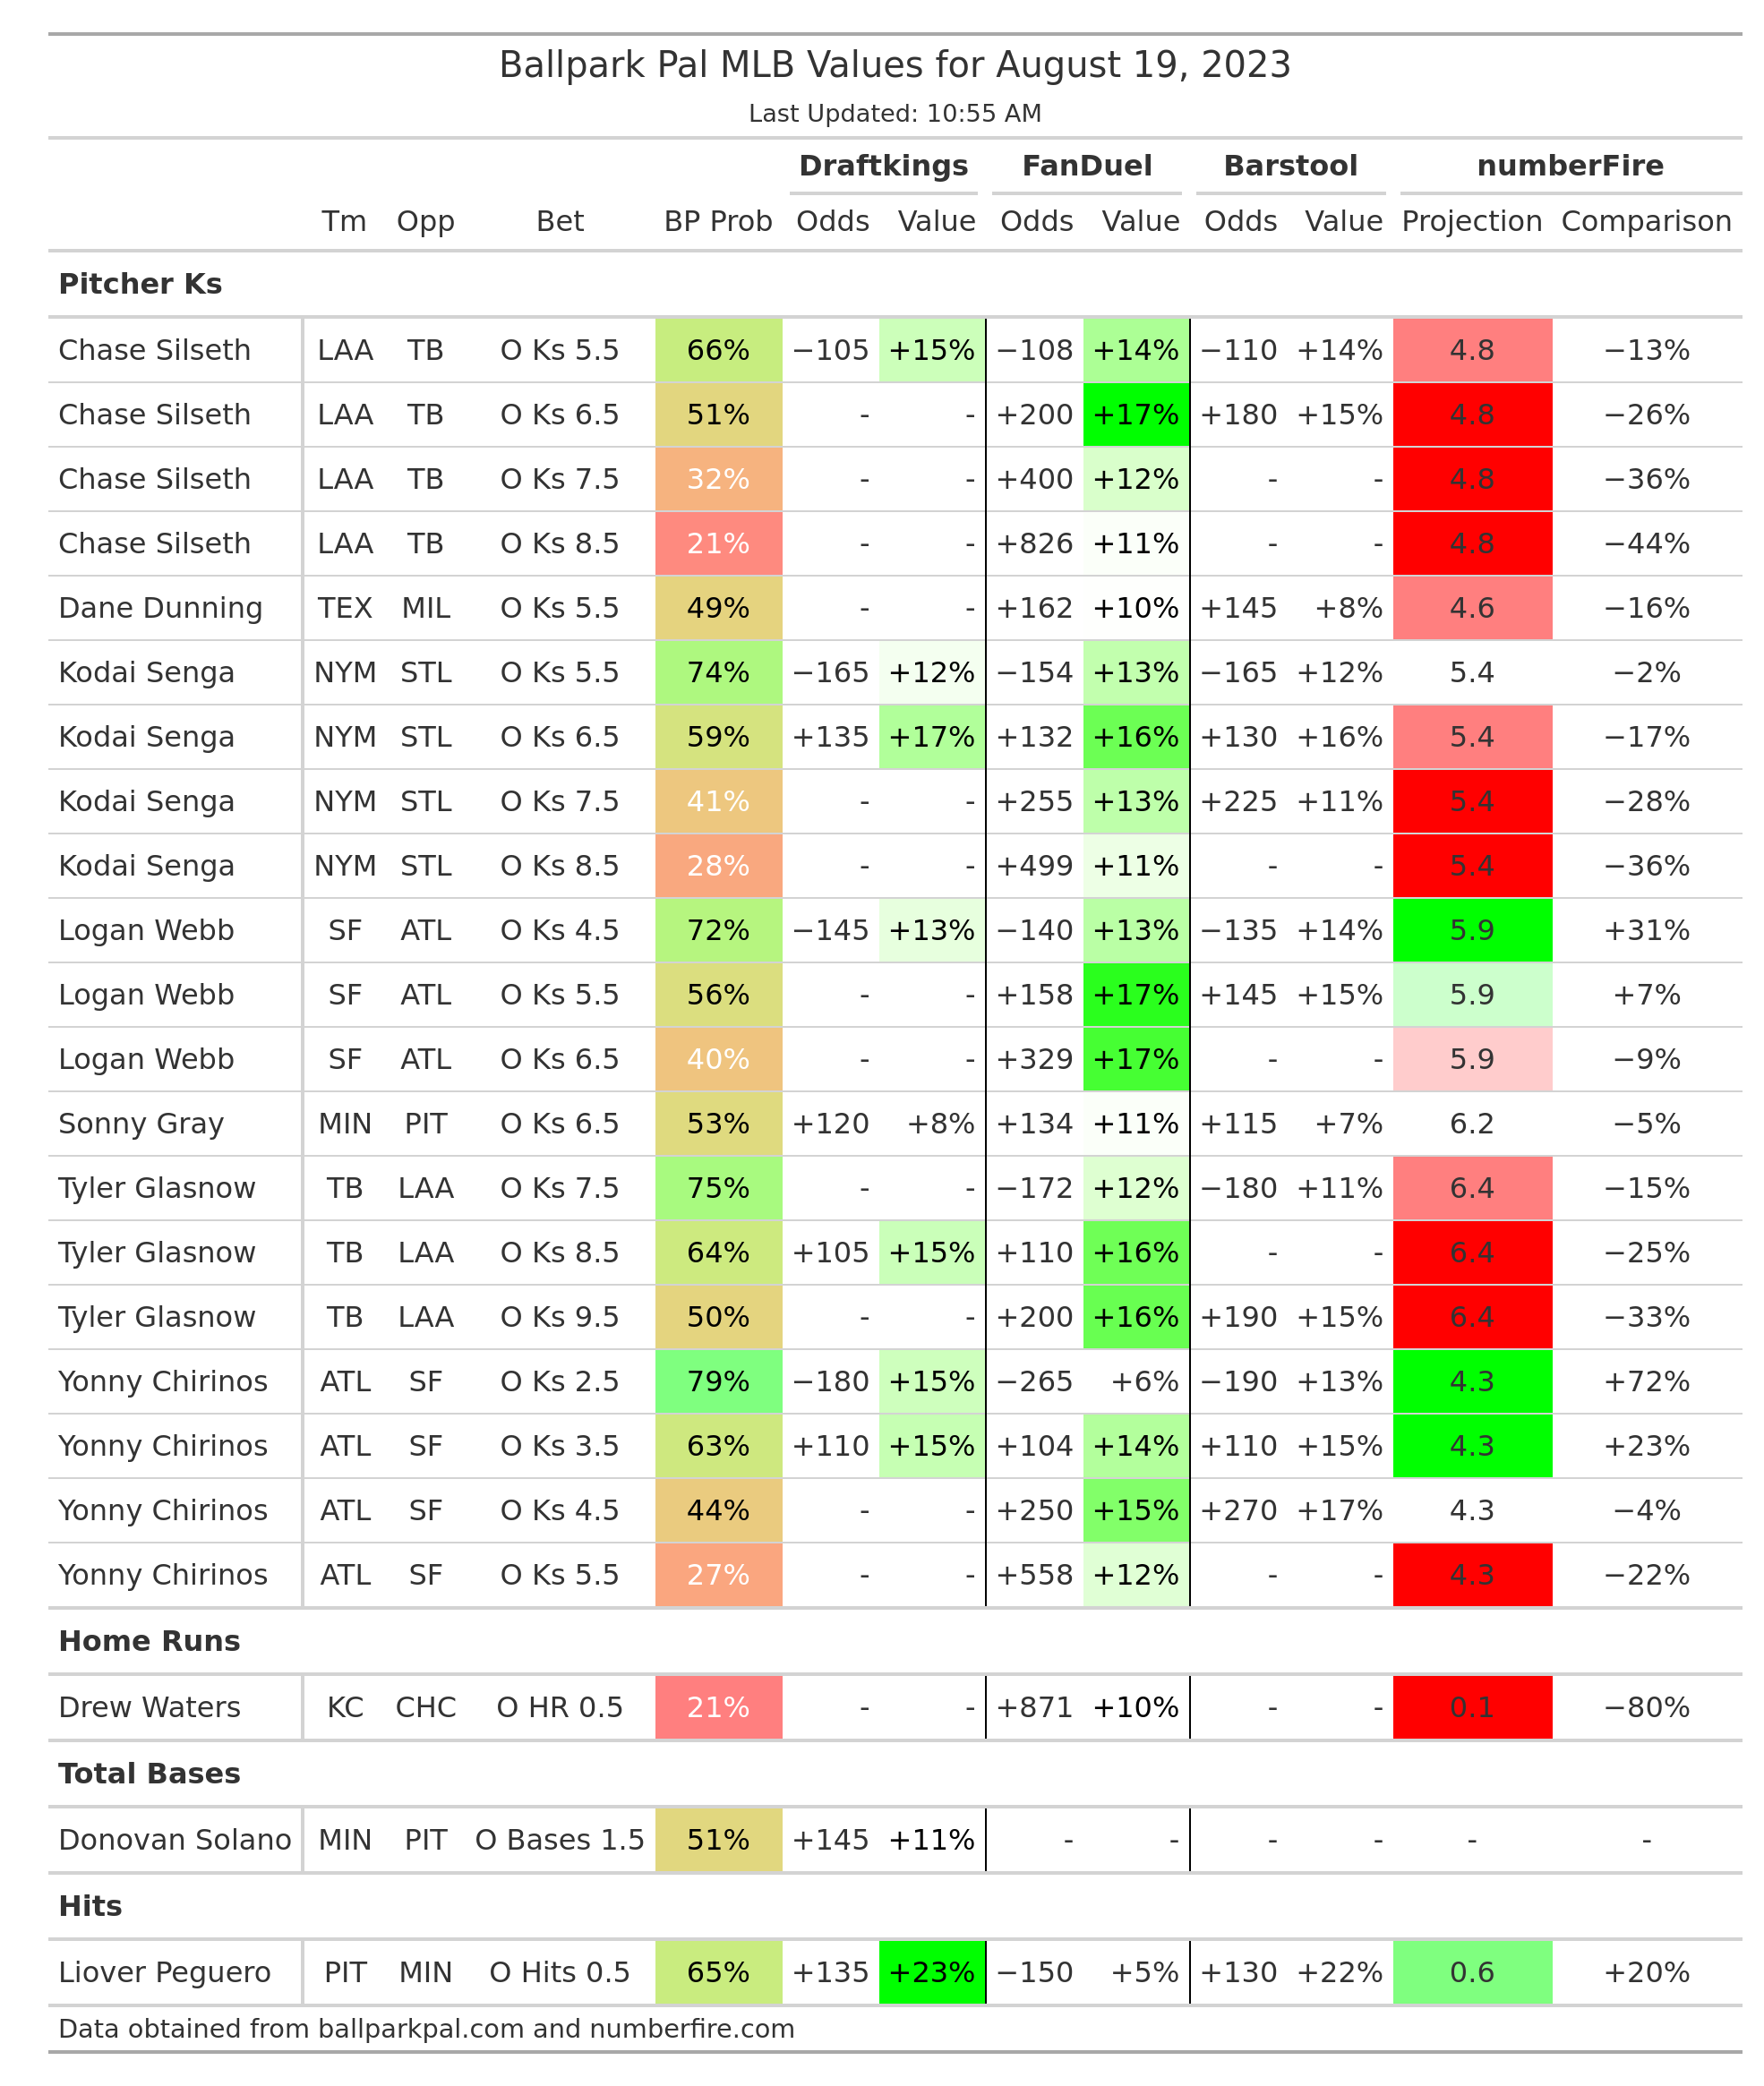 Ballpark Pal MLB Values for August 19, 2023
Last Updated: 10:55 AM
Draftkings FanDuel Barstool numberFire
Tm Opp Bet BP Prob Odds Value Odds Value Odds Value Projection Comparison
Pitcher Ks
Chase Silseth LAA TB O Ks 5.5 66% −105 +15% −108 +14% −110 +14% 4.8 −13%
Chase Silseth LAA TB O Ks 6.5 51% - - +200 +17% +180 +15% 4.8 −26%
Chase Silseth LAA TB O Ks 7.5 32% - - +400 +12% - - 4.8 −36%
Chase Silseth LAA TB O Ks 8.5 21% - - +826 +11% - - 4.8 −44%
Dane Dunning TEX MIL O Ks 5.5 49% - - +162 +10% +145 +8% 4.6 −16%
Kodai Senga NYM STL O Ks 5.5 74% −165 +12% −154 +13% −165 +12% 5.4 −2%
Kodai Senga NYM STL O Ks 6.5 59% +135 +17% +132 +16% +130 +16% 5.4 −17%
Kodai Senga NYM STL O Ks 7.5 41% - - +255 +13% +225 +11% 5.4 −28%
Kodai Senga NYM STL O Ks 8.5 28% - - +499 +11% - - 5.4 −36%
Logan Webb SF ATL O Ks 4.5 72% −145 +13% −140 +13% −135 +14% 5.9 +31%
Logan Webb SF ATL O Ks 5.5 56% - - +158 +17% +145 +15% 5.9 +7%
Logan Webb SF ATL O Ks 6.5 40% - - +329 +17% - - 5.9 −9%
Sonny Gray MIN PIT O Ks 6.5 53% +120 +8% +134 +11% +115 +7% 6.2 −5%
Tyler Glasnow TB LAA O Ks 7.5 75% - - −172 +12% −180 +11% 6.4 −15%
Tyler Glasnow TB LAA O Ks 8.5 64% +105 +15% +110 +16% - - 6.4 −25%
Tyler Glasnow TB LAA O Ks 9.5 50% - - +200 +16% +190 +15% 6.4 −33%
Yonny Chirinos ATL SF O Ks 2.5 79% −180 +15% −265 +6% −190 +13% 4.3 +72%
Yonny Chirinos ATL SF O Ks 3.5 63% +110 +15% +104 +14% +110 +15% 4.3 +23%
Yonny Chirinos ATL SF O Ks 4.5 44% - - +250 +15% +270 +17% 4.3 −4%
Yonny Chirinos ATL SF O Ks 5.5 27% - - +558 +12% - - 4.3 −22%
Home Runs
Drew Waters KC CHC O HR 0.5 21% - - +871 +10% - - 0.1 −80%
Total Bases
Donovan Solano MIN PIT O Bases 1.5 51% +145 +11% - - - - - -
Hits
Liover Peguero PIT MIN O Hits 0.5 65% +135 +23% −150 +5% +130 +22% 0.6 +20%
Data obtained from ballparkpal.com and numberfire.com